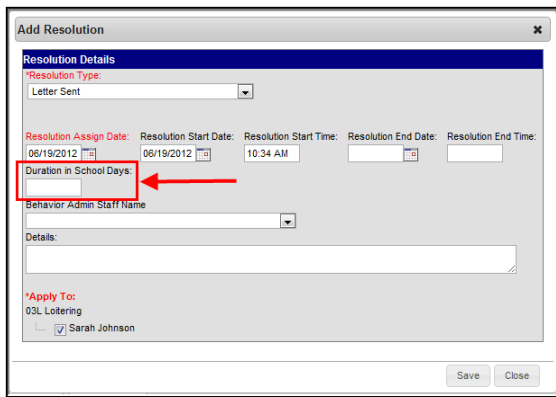 Add Resolution
Resolution Details
*Resolution Type:
Letter Sent
Resolution Assign Date: Resolution Start Date: Resolution Start Time: Resolution End Date: Resolution End Time:
06/19/2012 06/19/2012 10:34 AM
Duration in School Days:
Behavior Admin Staff Name
Details:
*Apply To:
03L Loitering
Sarah Johnson
Save Close